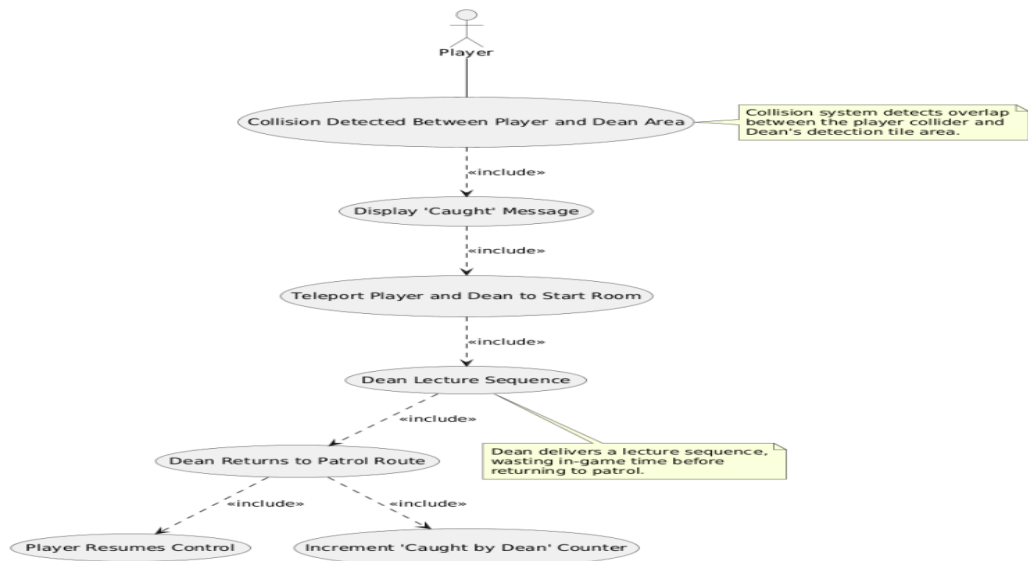 Player
Collision Detected Between Player and Dean Area
Collision system detects overlap
between the player collider and
Dean's detection tile area.
«include»
Display 'Caught' Message
«include»
Teleport Player and Dean to Start Room
«include»
Dean Lecture Sequence
«include»
Dean delivers a lecture sequence,
wasting in-game time before
returning to patrol.
Dean Returns to Patrol Route
«include»
«include»
Player Resumes Control
Increment 'Caught by Dean' Counter